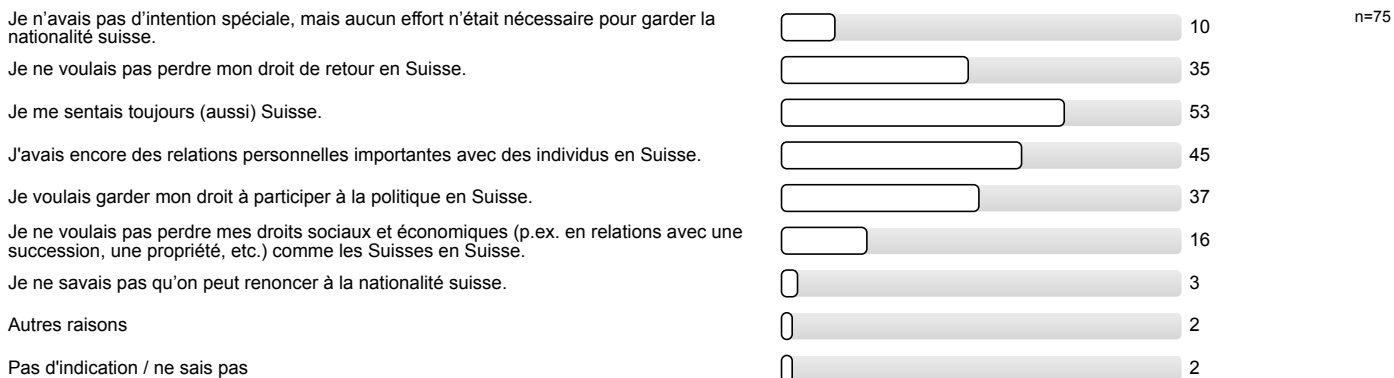 Je n’avais pas d’intention spéciale, mais aucun effort n’était nécessaire pour garder la
nationalité suisse.
10
n=75
Je ne voulais pas perdre mon droit de retour en Suisse.
35
Je me sentais toujours (aussi) Suisse.
53
J'avais encore des relations personnelles importantes avec des individus en Suisse.
45
Je voulais garder mon droit à participer à la politique en Suisse.
37
Je ne voulais pas perdre mes droits sociaux et économiques (p.ex. en relations avec une
succession, une propriété, etc.) comme les Suisses en Suisse.
16
Je ne savais pas qu’on peut renoncer à la nationalité suisse.
3
Autres raisons
2
Pas d'indication / ne sais pas
2